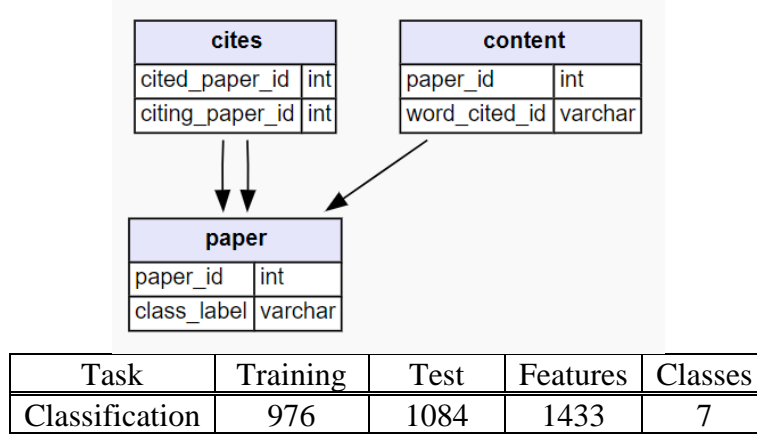 cites
cited_paper_id int
citing_paper_id int
content
paper_id int
word_cited_id varchar
paper
paper_id int
class_label varchar
Task Training Test Features Classes
Classification 976 1084 1433 7